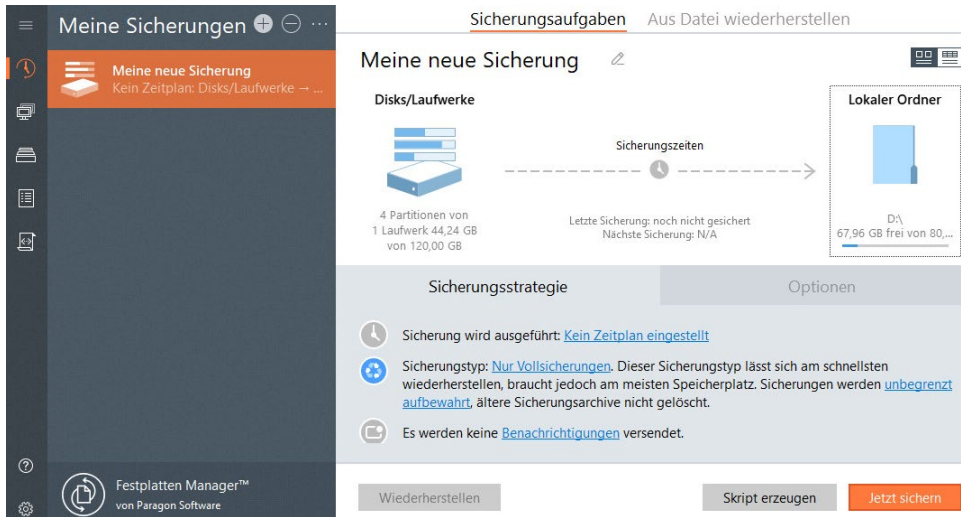 Meine Sicherungen
Meine neue Sicherung
Kein Zeitplan: Disks/Laufwerke → ...
Festplatten Manager™
von Paragon Software
Sicherungsaufgaben Aus Datei wiederherstellen
Meine neue Sicherung
Disks/Laufwerke
4 Partitionen von
1 Laufwerk 44,24 GB
von 120,00 GB
Sicherungszeiten
Letzte Sicherung: noch nicht gesichert
Nächste Sicherung: N/A
Lokaler Ordner
D:\
67,96 GB frei von 80,...
Sicherungsstrategie Optionen
Sicherung wird ausgeführt: Kein Zeitplan eingestellt
Sicherungstyp: Nur Vollsicherungen. Dieser Sicherungstyp lässt sich am schnellsten
wiederherstellen, braucht jedoch am meisten Speicherplatz. Sicherungen werden unbegrenzt
aufbewahrt, ältere Sicherungsarchive nicht gelöscht.
Es werden keine Benachrichtigungen versendet.
Wiederherstellen Skript erzeugen Jetzt sichern